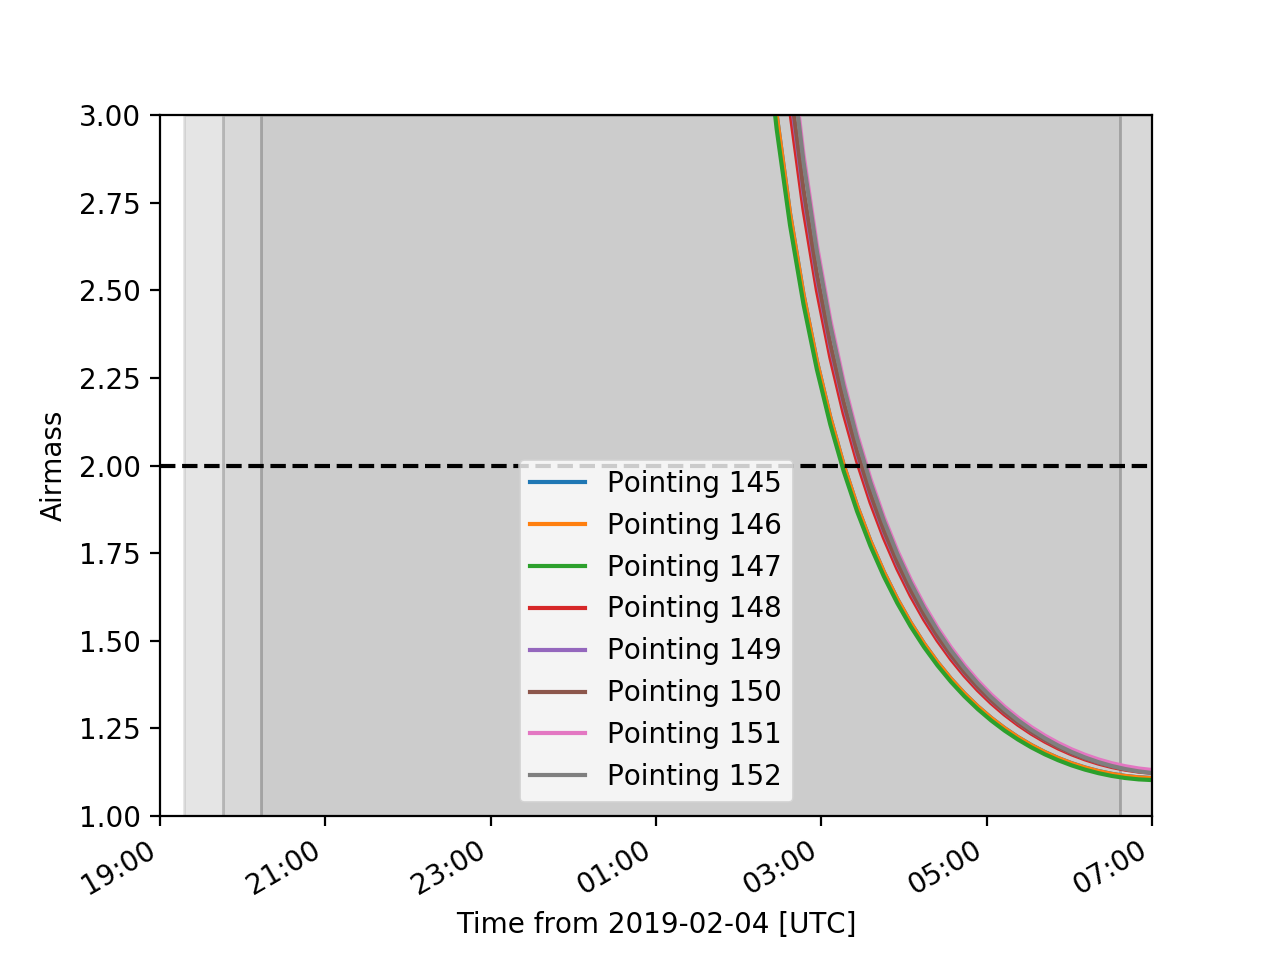 3.00
2.75
2.50
2.25
2.00
1.75
1.50
1.25
1.00
Airmass
Pointing 145
Pointing 146
Pointing 147
Pointing 148
Pointing 149
Pointing 150
Pointing 151
Pointing 152
19:00
21:00
23:00
01:00
03:00
05:00
07:00
Time from 2019-02-04 [UTC]